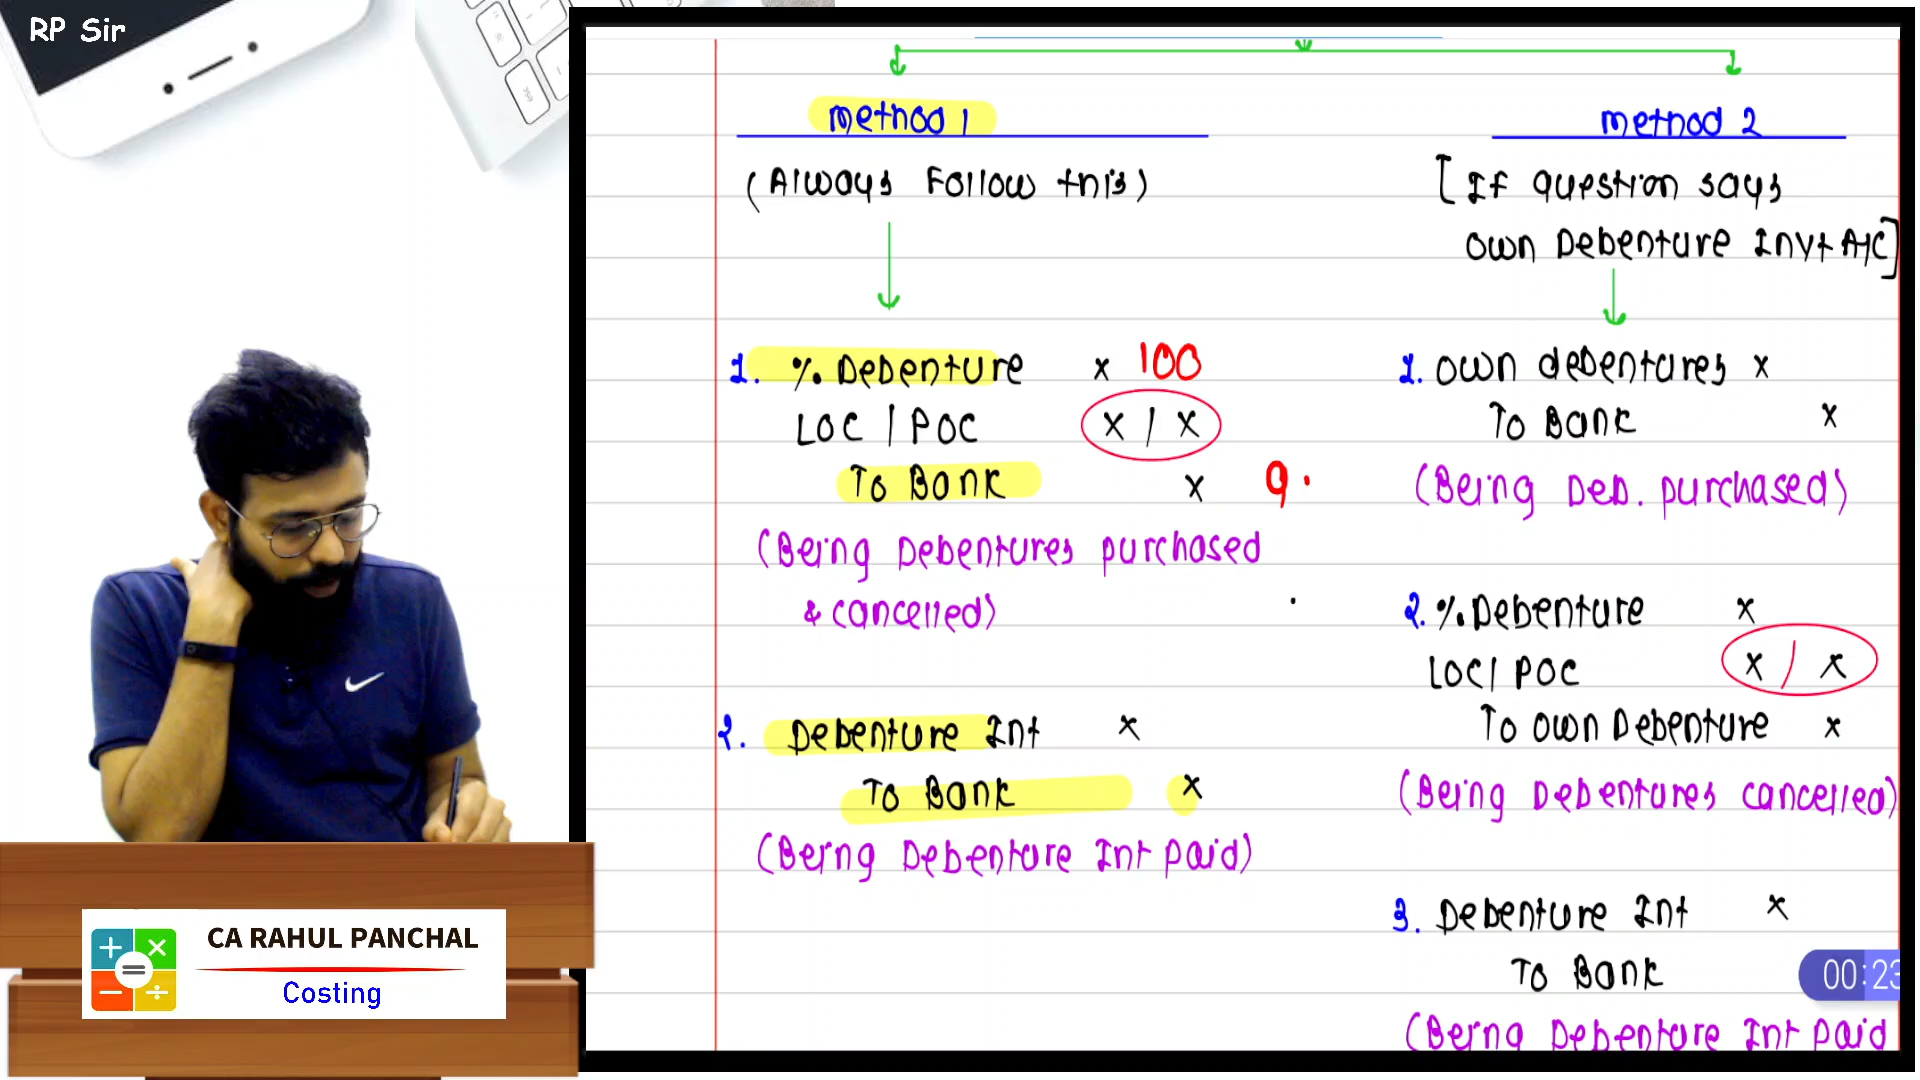 RP Sir
Method 1
(Always Follow this)
1. % Debenture x 100
LOC / POC x / x
To Bank x 9.
(Being Debentures purchased
& cancelled)
2. Debenture Int x
To Bank x
(Being Debenture Int paid)
Method 2
[If question says
own Debenture Invt A/C]
1. Own debentures x
To Bank x
(Being Deb. purchased)
2. % Debenture x
LOC / POC x / x
To own Debenture x
(Being Debentures cancelled)
3. Debenture Int x
To Bank
(Being Debenture Int paid
00:23
CA RAHUL PANCHAL
Costing